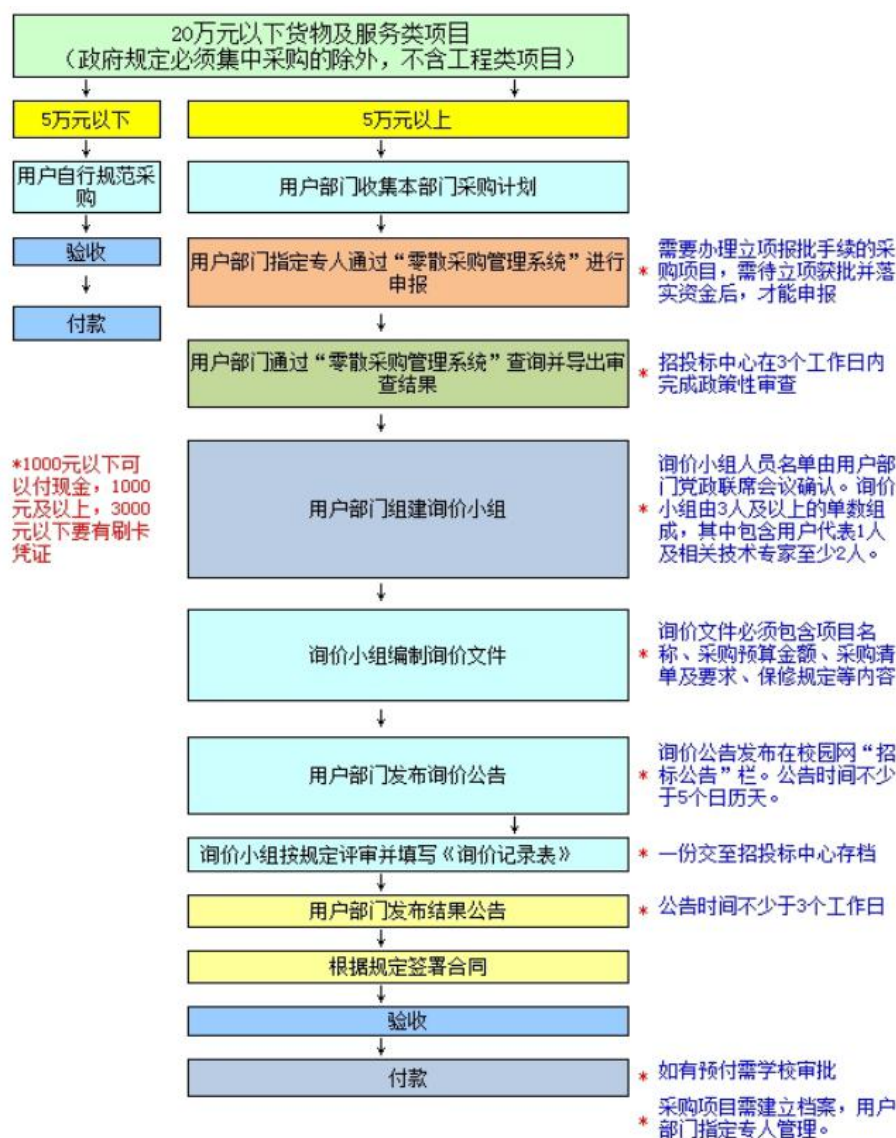 20万元以下货物及服务类项目
（政府规定必须集中采购的除外，不含工程类项目）
5万元以下
5万元以上
用户自行规范采
购
用户部门收集本部门采购计划
验收
用户部门指定专人通过“零散采购管理系统”进行
申报
* 需要办理立项报批手续的采
购项目，需待立项获批并落
实资金后，才能申报
付款
用户部门通过“零散采购管理系统”查询并导出审
查结果
* 招投标中心在3个工作日内
完成政策性审查
*1000元以下可
以付现金，1000
元及以上，3000
元以下要有刷卡
凭证
用户部门组建询价小组
* 询价小组人员名单由用户部
门党政联席会议确认。询价
小组由3人及以上的单数组
成，其中包含用户代表1人
及相关技术专家至少2人。
询价小组编制询价文件
* 询价文件必须包含项目名
称、采购预算金额、采购清
单及要求、保修规定等内容
用户部门发布询价公告
* 询价公告发布在校园网“招
标公告”栏。公告时间不少
于5个日历天。
询价小组按规定评审并填写《询价记录表》
* 一份交至招投标中心存档
用户部门发布结果公告
* 公告时间不少于3个工作日
根据规定签署合同
验收
付款
* 如有预付需学校审批
* 采购项目需建立档案，用户
部门指定专人管理。